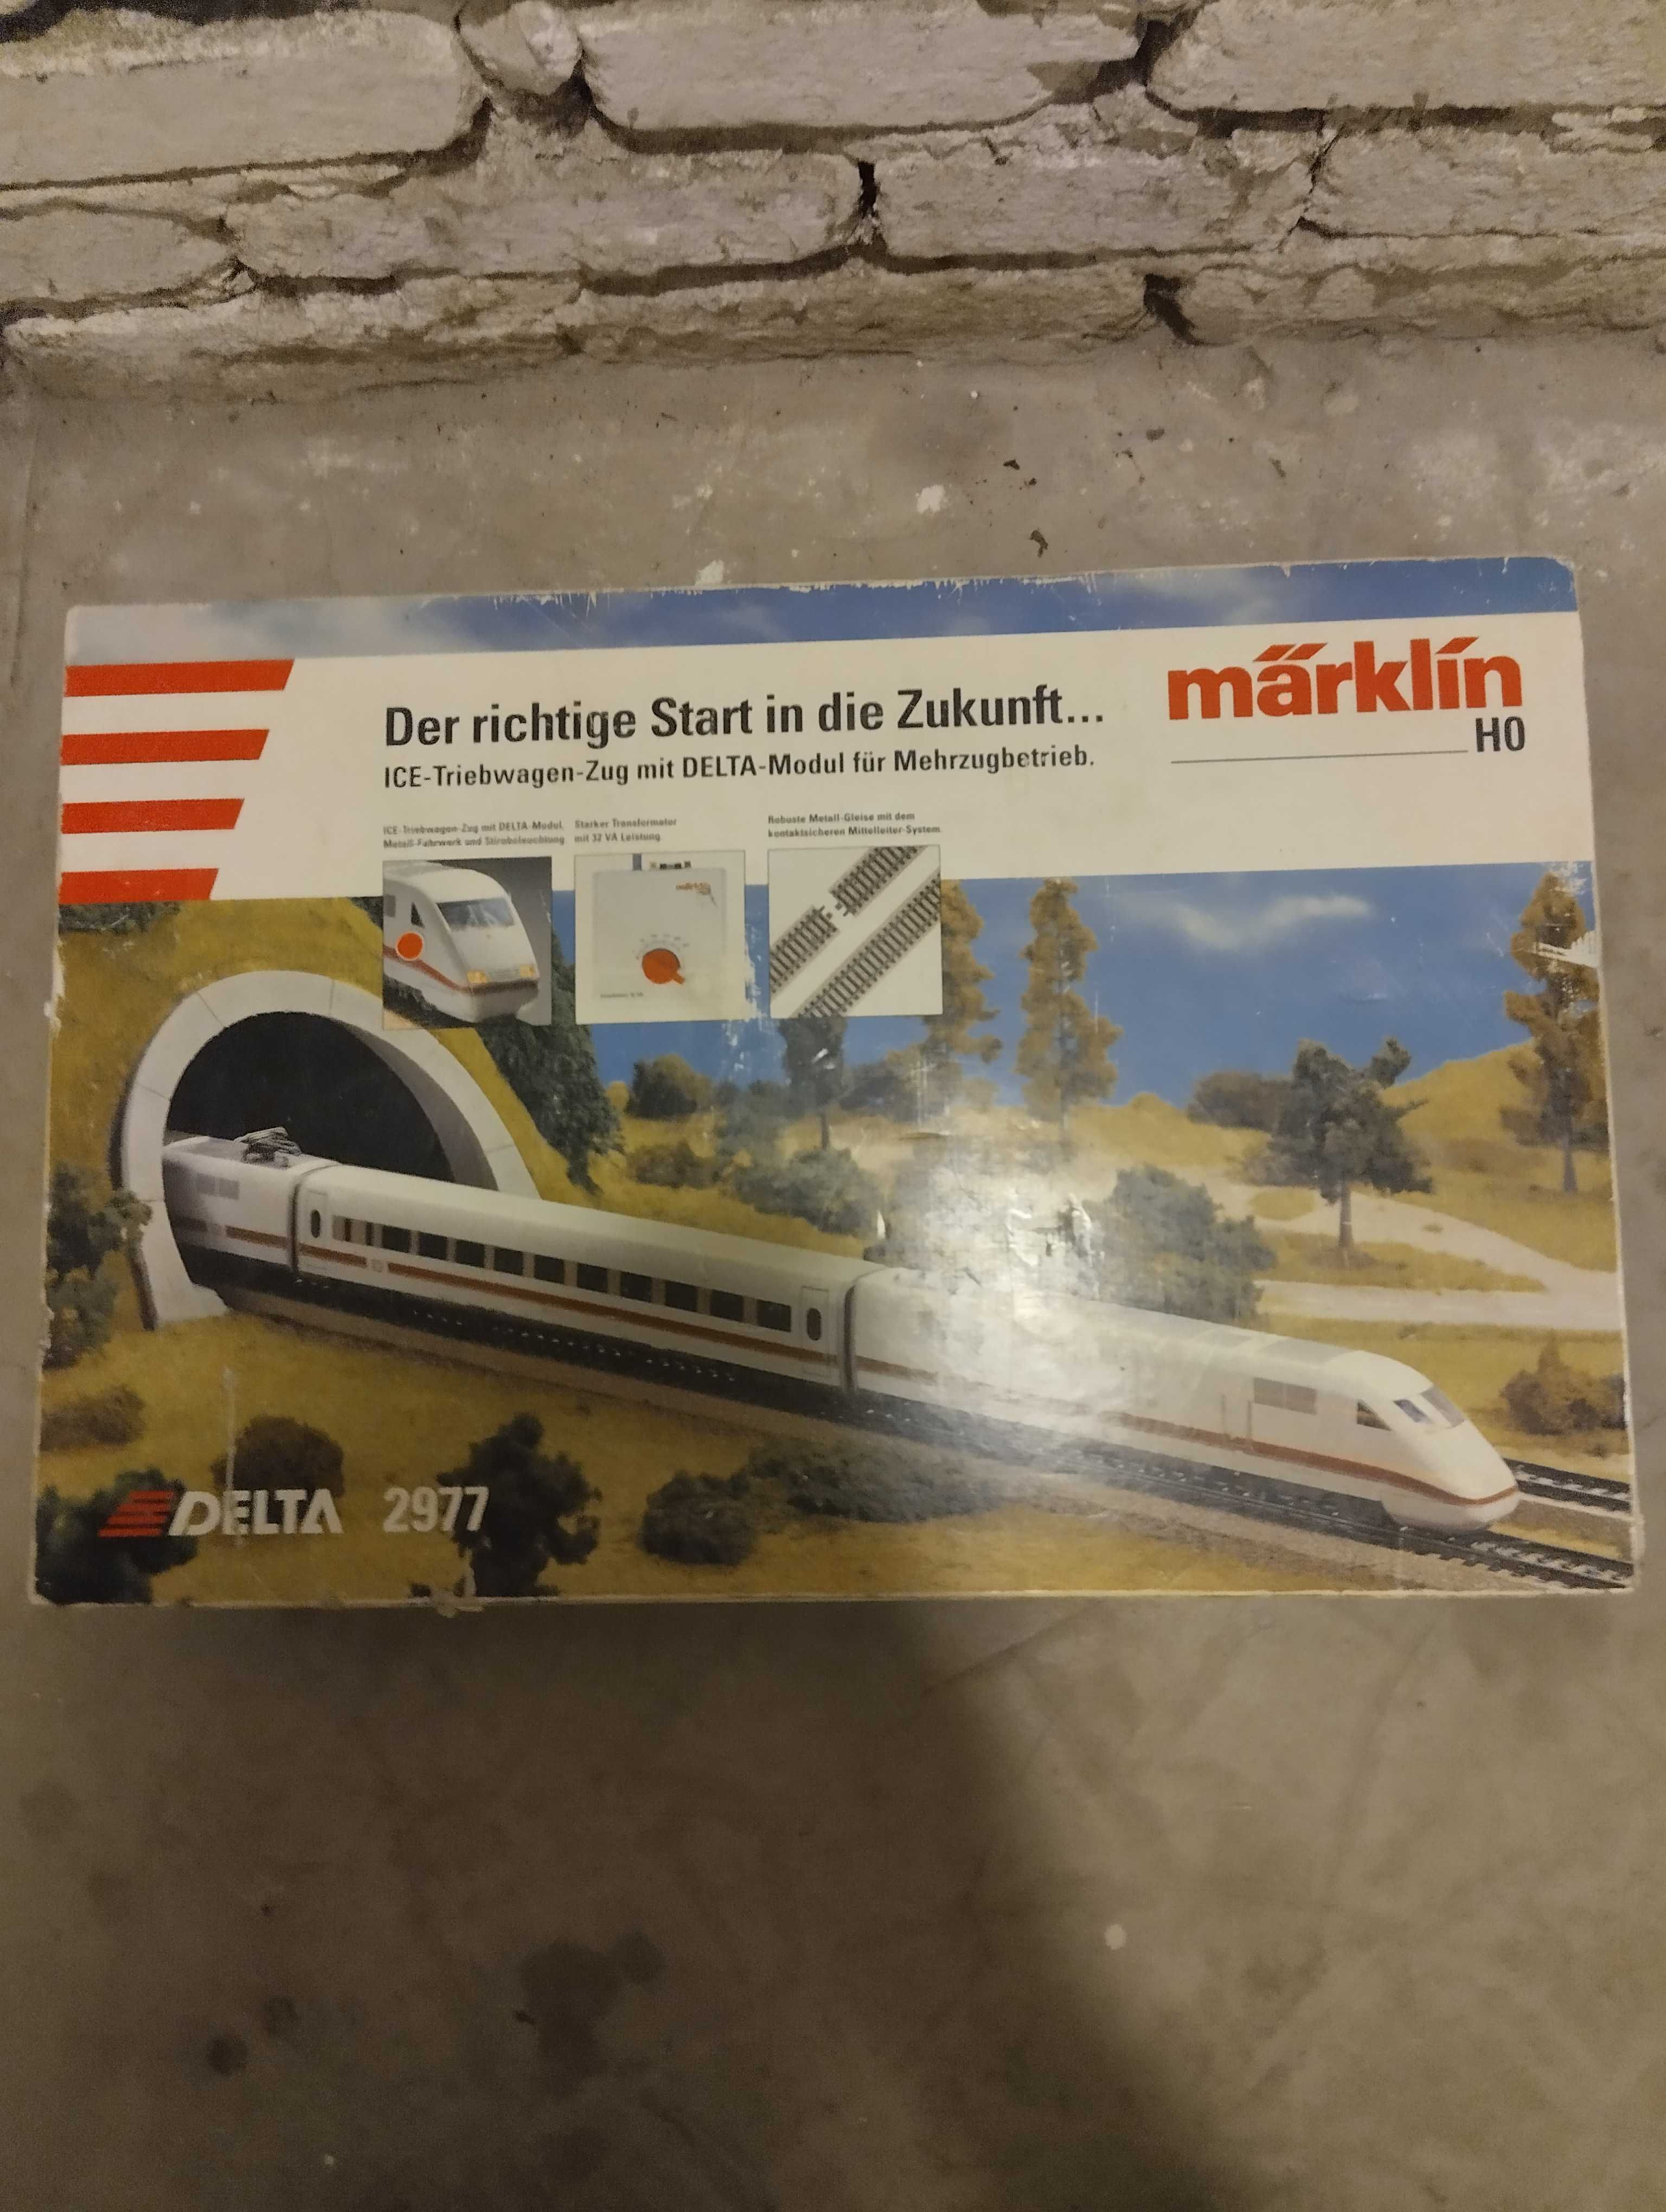 Der richtige Start in die Zukunft...
märklin
H0
ICE-Triebwagen-Zug mit DELTA-Modul für Mehrzugbetrieb.
ICE-Triebwagen-Zug mit DELTA-Modul,
Metall-Fahrwerk und Stirnbeleuchtung
Starker Transformator
mit 32 VA Leistung
Robuste Metall-Gleise mit dem
kontaktsicheren Mittelleiter-System
märklin
DELTA 2977